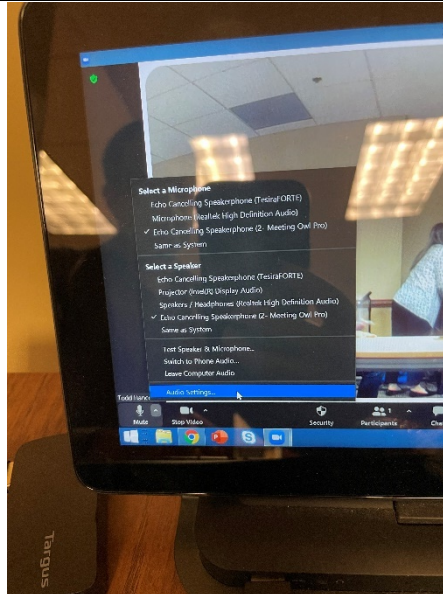 Select a Microphone
Echo Cancelling Speakerphone (TesiraFORTE)
Microphone (Realtek High Definition Audio)
✓ Echo Cancelling Speakerphone (2- Meeting Owl Pro)
Same as System
Select a Speaker
Echo Cancelling Speakerphone (TesiraFORTE)
Projector (Intel(R) Display Audio)
Speakers / Headphones (Realtek High Definition Audio)
✓ Echo Cancelling Speakerphone (2- Meeting Owl Pro)
Same as System
Test Speaker & Microphone...
Switch to Phone Audio...
Leave Computer Audio
Audio Settings...
Todd
Mute
Stop Video
Security
1
Participants
Cha
Targus